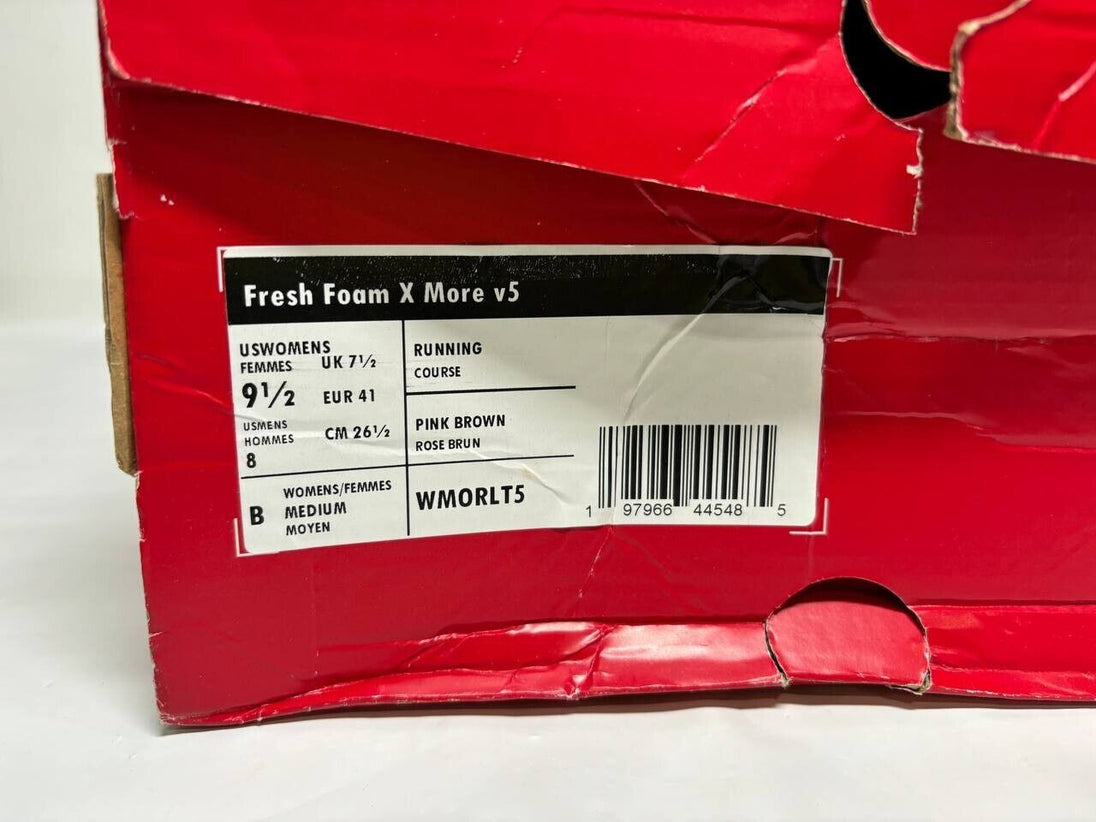 Fresh Foam X More v5
USWOMENS
FEMMES
9½
USMENS
HOMMES
8
UK 7½
EUR 41
CM 26½
B
WOMENS/FEMMES
MEDIUM
MOYEN
RUNNING
COURSE
PINK BROWN
ROSE BRUN
WMORLT5
1 97966 44548 5